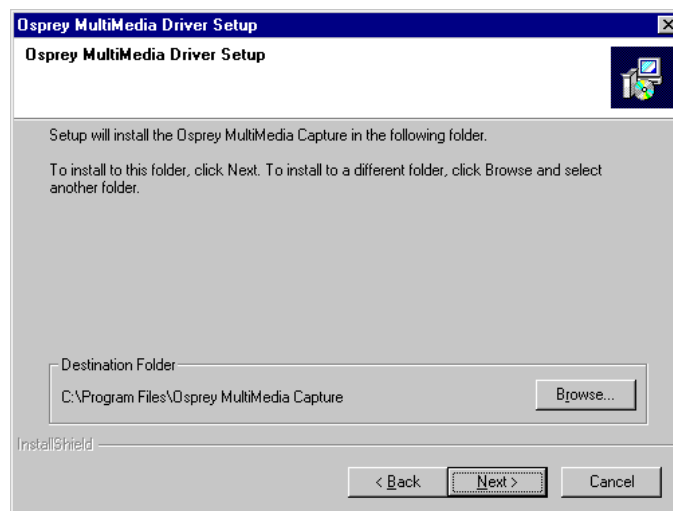 Osprey MultiMedia Driver Setup
Osprey MultiMedia Driver Setup
Setup will install the Osprey MultiMedia Capture in the following folder.
To install to this folder, click Next. To install to a different folder, click Browse and select
another folder.
Destination Folder
C:\Program Files\Osprey MultiMedia Capture
Browse...
InstallShield
< Back
Next >
Cancel